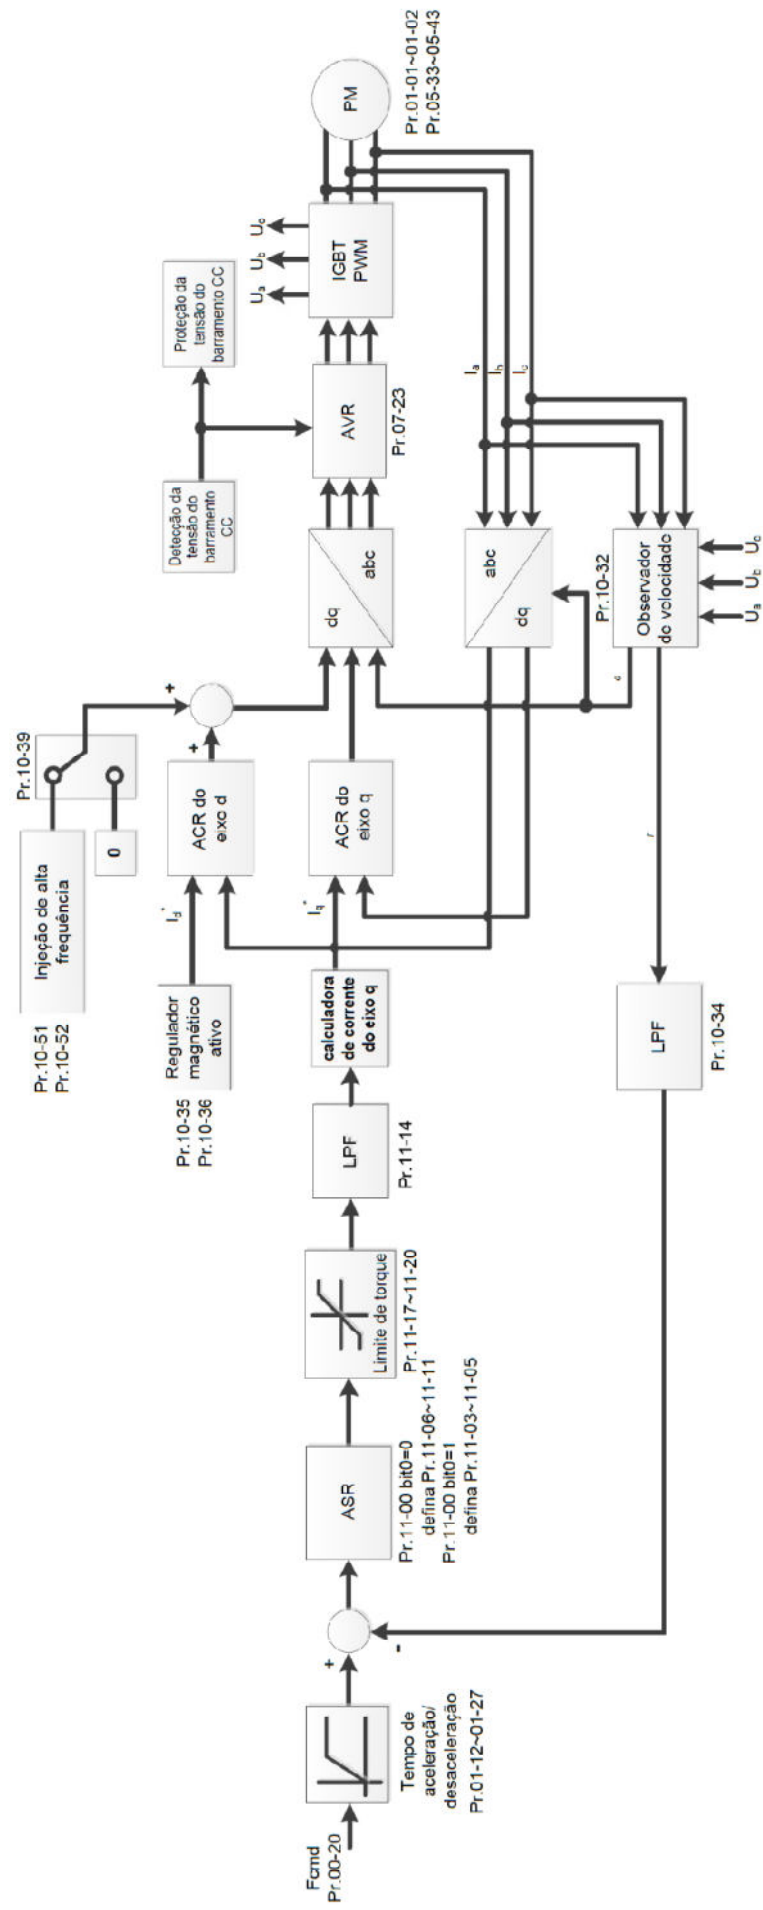 Fcmd
Pr.00-20
Tempo de
aceleração/
desaceleração
Pr.01-12~01-27
+
-
ASR
Pr.11-00 bit0=0
defina Pr.11-06~11-11
Pr.11-00 bit0=1
defina Pr.11-03~11-05
Limite de torque
Pr.11-17~11-20
LPF
Pr.11-14
calculadora
de corrente
do eixo q
Pr.10-35
Pr.10-36
Regulador
magnético
ativo
Pr.10-51
Pr.10-52
Injeção de alta
frequência
0
Pr.10-39
Id*
Iq*
ACR do
eixo d
ACR do
eixo q
+
+
dq
abc
Detecção da
tensão do
barramento
CC
Proteção da
tensão do
barramento CC
AVR
Pr.07-23
IGBT
PWM
Ua
Ub
Uc
PM
Pr.01-01~01-02
Pr.05-33~05-43
Ia
Ib
Ic
abc
dq
Pr.10-32
Observador
de velocidade
Ua
Ub
Uc
r
LPF
Pr.10-34